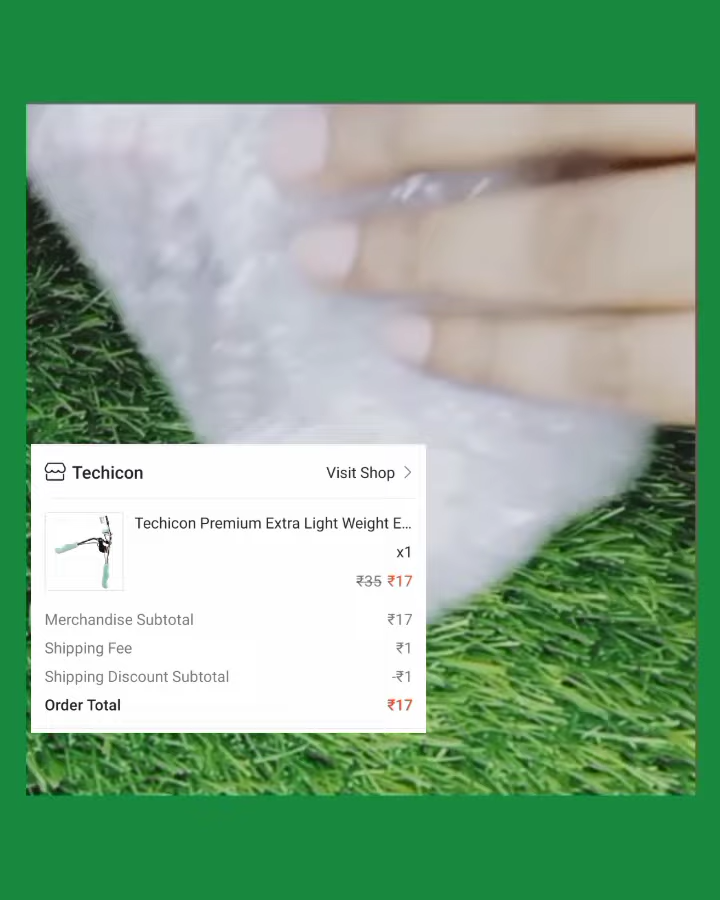 Techicon Visit Shop
Techicon Premium Extra Light Weight E...
x1
₹35 ₹17
Merchandise Subtotal ₹17
Shipping Fee ₹1
Shipping Discount Subtotal -₹1
Order Total ₹17